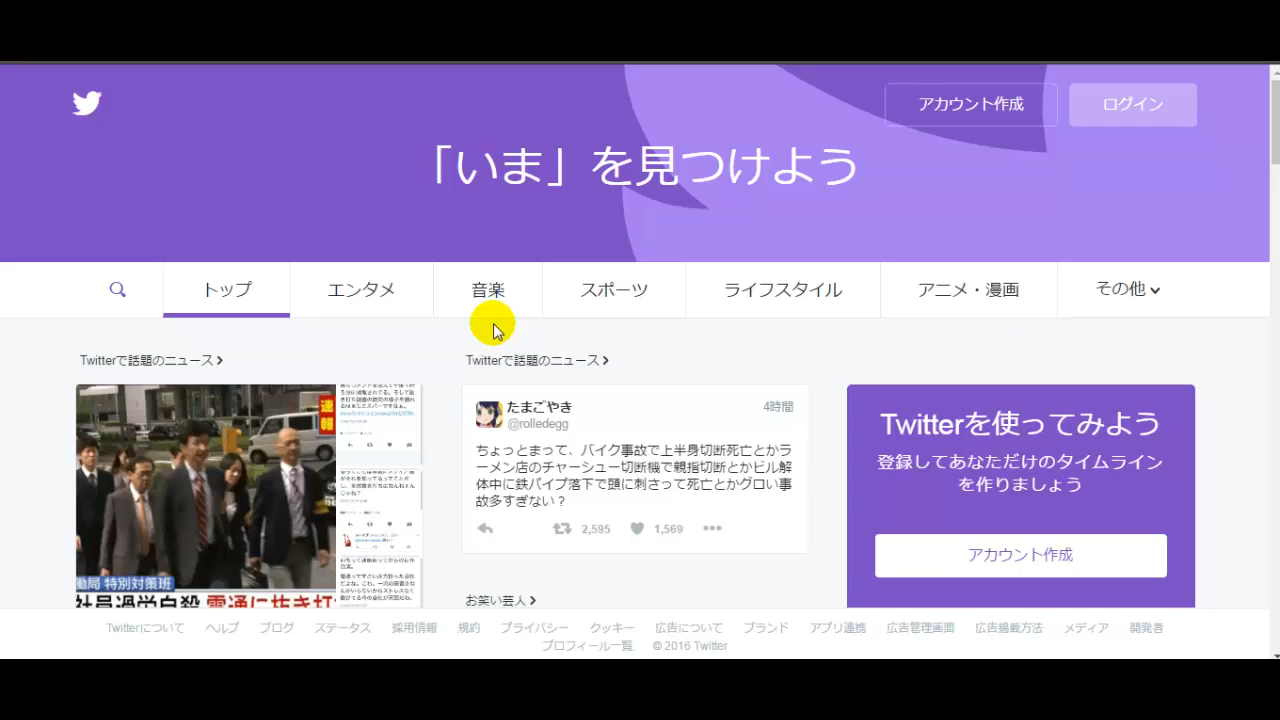 アカウント作成
ログイン
「いま」を見つけよう
トップ
エンタメ
音楽
スポーツ
ライフスタイル
アニメ・漫画
その他
Twitterで話題のニュース
Twitterで話題のニュース
速報
働局 特別対策班
社員過労自殺 電通に抜き打
たまごやき
4時間
@rolledegg
ちょっとまって、バイク事故で上半身切断死亡とかラ
ーメン店のチャーシュー切断機で親指切断とかビル解
体中に鉄パイプ落下で頭に刺さって死亡とかグロい事
故多すぎない？
2,595
1,569
お笑い芸人
Twitterを使ってみよう
登録してあなただけのタイムライン
を作りましょう
アカウント作成
Twitterについて ヘルプ ブログ ステータス 採用情報 規約 プライバシー クッキー 広告について ブランド アプリ連携 広告管理画面 広告掲載方法 メディア 開発者
プロフィール一覧 © 2016 Twitter